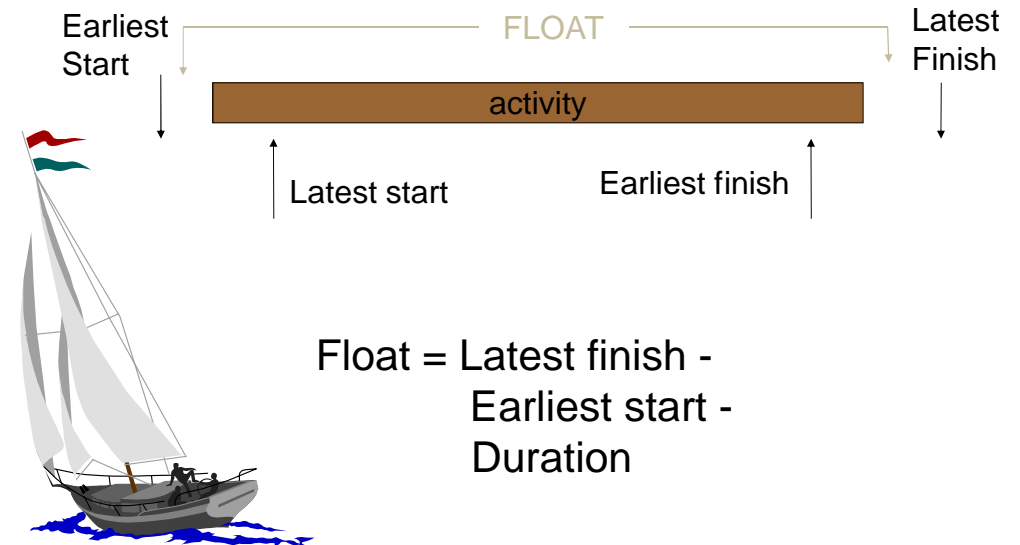 Earliest
Start
FLOAT
Latest
Finish
activity
Latest start
Earliest finish
Float = Latest finish -
Earliest start -
Duration